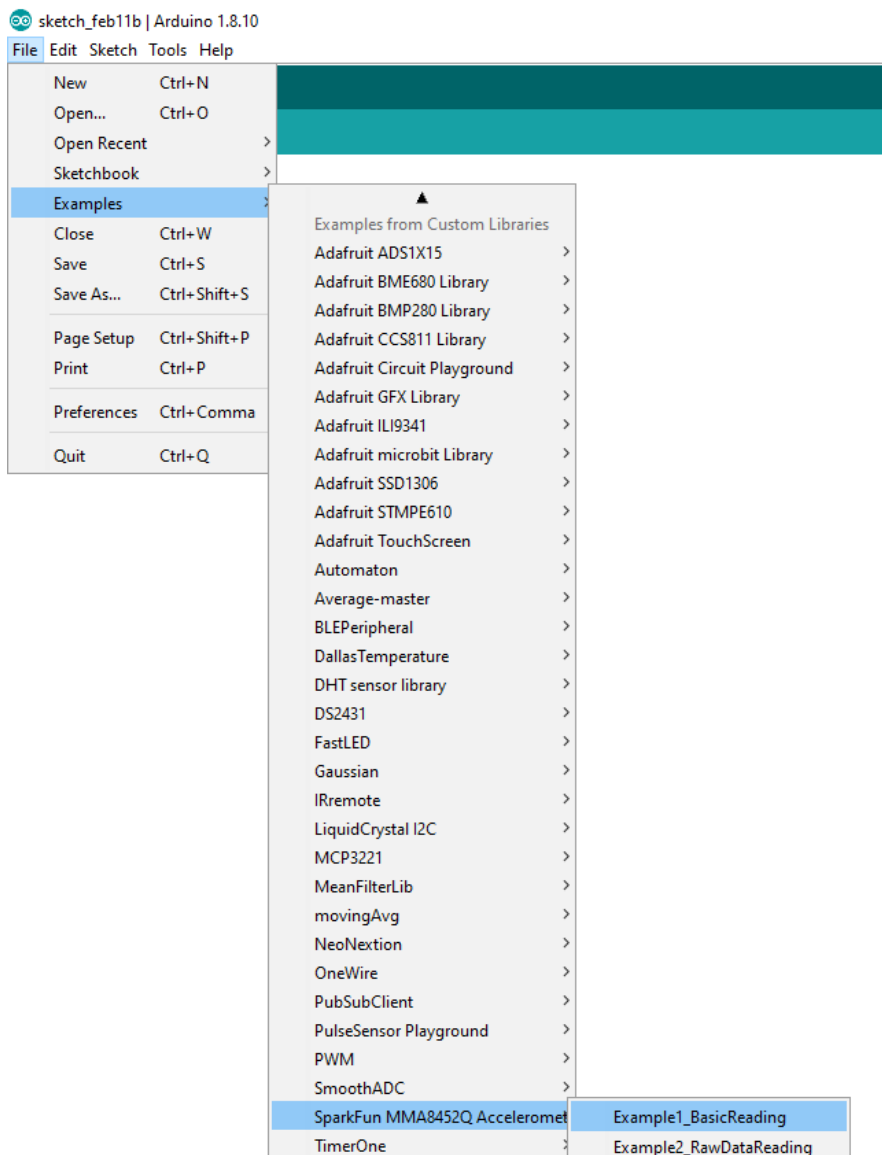 sketch_feb11b | Arduino 1.8.10
File Edit Sketch Tools Help
New Ctrl+N
Open... Ctrl+O
Open Recent
Sketchbook
Examples
Close Ctrl+W
Save Ctrl+S
Save As... Ctrl+Shift+S
Page Setup Ctrl+Shift+P
Print Ctrl+P
Preferences Ctrl+Comma
Quit Ctrl+Q
Examples from Custom Libraries
Adafruit ADS1X15
Adafruit BME680 Library
Adafruit BMP280 Library
Adafruit CCS811 Library
Adafruit Circuit Playground
Adafruit GFX Library
Adafruit ILI9341
Adafruit microbit Library
Adafruit SSD1306
Adafruit STMPE610
Adafruit TouchScreen
Automaton
Average-master
BLEPeripheral
DallasTemperature
DHT sensor library
DS2431
FastLED
Gaussian
IRremote
LiquidCrystal I2C
MCP3221
MeanFilterLib
movingAvg
NeoNextion
OneWire
PubSubClient
PulseSensor Playground
PWM
SmoothADC
SparkFun MMA8452Q Acceleromet
TimerOne
Example1_BasicReading
Example2_RawDataReading